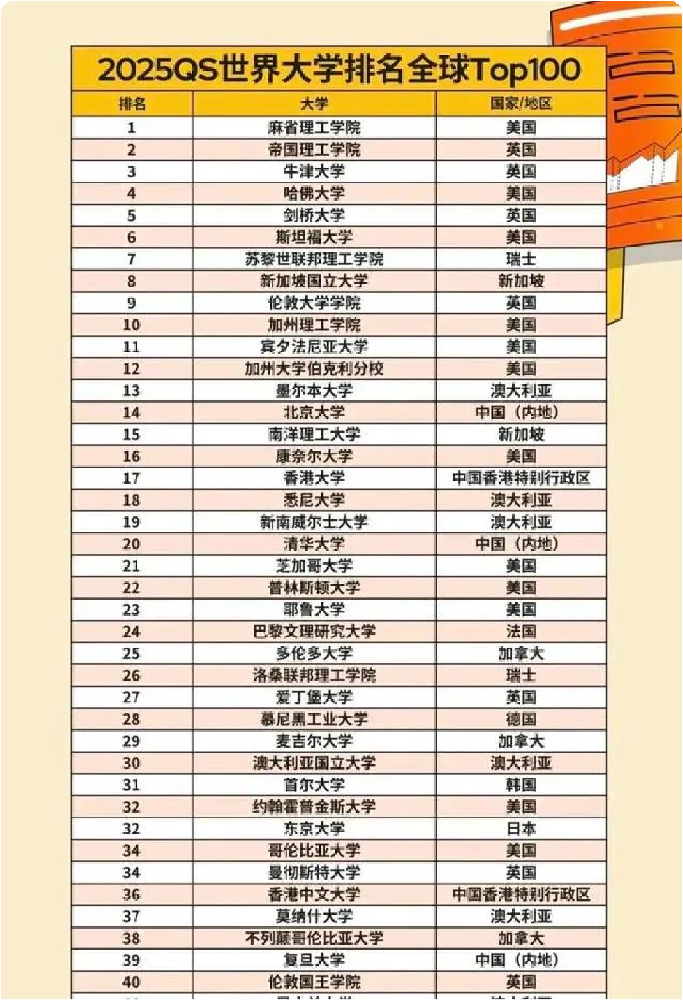 2025QS世界大学排名全球Top100
排名 大学 国家/地区
1 麻省理工学院 美国
2 帝国理工学院 英国
3 牛津大学 英国
4 哈佛大学 美国
5 剑桥大学 英国
6 斯坦福大学 美国
7 苏黎世联邦理工学院 瑞士
8 新加坡国立大学 新加坡
9 伦敦大学学院 英国
10 加州理工学院 美国
11 宾夕法尼亚大学 美国
12 加州大学伯克利分校 美国
13 墨尔本大学 澳大利亚
14 北京大学 中国（内地）
15 南洋理工大学 新加坡
16 康奈尔大学 美国
17 香港大学 中国香港特别行政区
18 悉尼大学 澳大利亚
19 新南威尔士大学 澳大利亚
20 清华大学 中国（内地）
21 芝加哥大学 美国
22 普林斯顿大学 美国
23 耶鲁大学 美国
24 巴黎文理研究大学 法国
25 多伦多大学 加拿大
26 洛桑联邦理工学院 瑞士
27 爱丁堡大学 英国
28 慕尼黑工业大学 德国
29 麦吉尔大学 加拿大
30 澳大利亚国立大学 澳大利亚
31 首尔大学 韩国
32 约翰霍普金斯大学 美国
32 东京大学 日本
34 哥伦比亚大学 美国
34 曼彻斯特大学 英国
36 香港中文大学 中国香港特别行政区
37 莫纳什大学 澳大利亚
38 不列颠哥伦比亚大学 加拿大
39 复旦大学 中国（内地）
40 伦敦国王学院 英国